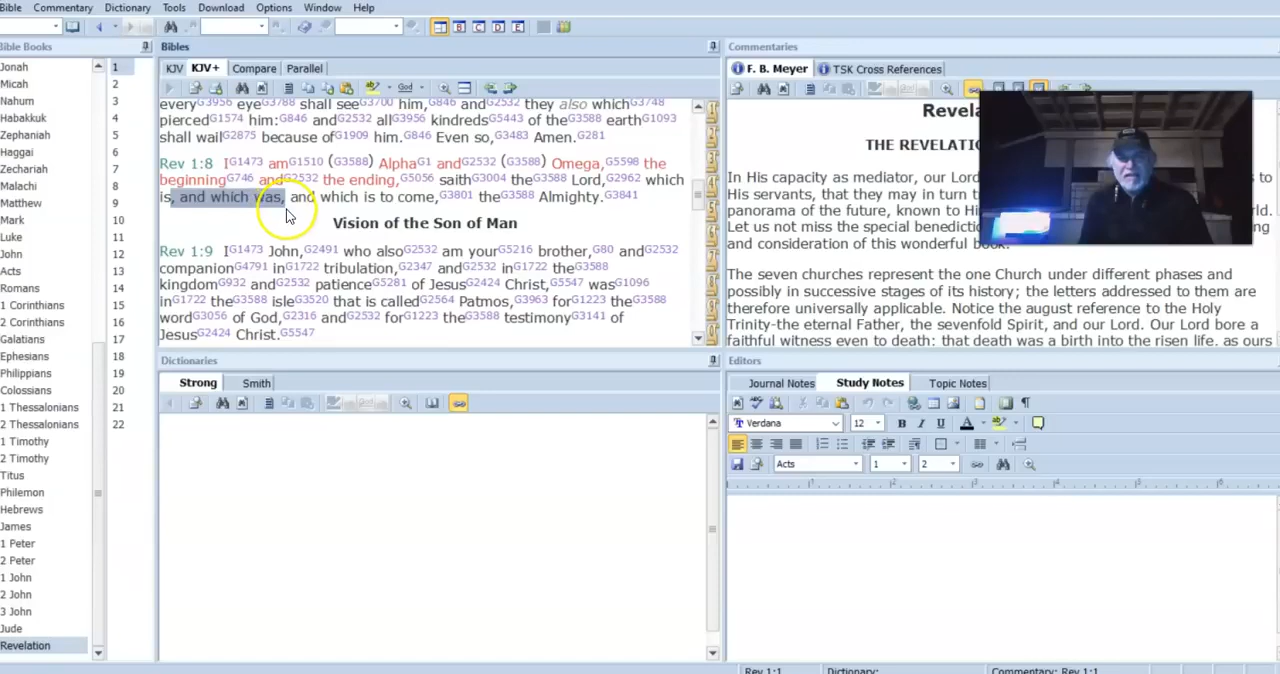 Bible Commentary Dictionary Tools Download Options Window Help
B C D E
Bible Books
Jonah
Micah
Nahum
Habakkuk
Zephaniah
Haggai
Zechariah
Malachi
Matthew
Mark
Luke
John
Acts
Romans
1 Corinthians
2 Corinthians
Galatians
Ephesians
Philippians
Colossians
1 Thessalonians
2 Thessalonians
1 Timothy
2 Timothy
Titus
Philemon
Hebrews
James
1 Peter
2 Peter
1 John
2 John
3 John
Jude
Revelation
1
2
3
4
5
6
7
8
9
10
11
12
13
14
15
16
17
18
19
20
21
22
Bibles
KJV KJV+ Compare Parallel
God
everyG3956 eyeG3788 shall seeG3700 him,G846 andG2532 they also whichG3748
piercedG1574 him:G846 andG2532 allG3956 kindredsG5443 of theG3588 earthG1093
shall wailG2875 because ofG1909 him.G846 Even so,G3483 Amen.G281
Rev 1:8 IG1473 amG1510 (G3588) AlphaG1 andG2532 (G3588) Omega,G5598 the
beginningG746 andG2532 the ending,G5056 saithG3004 theG3588 Lord,G2962 which
is, and which was, and which is to come,G3801 theG3588 Almighty.G3841
Vision of the Son of Man
Rev 1:9 IG1473 John,G2491 who alsoG2532 am yourG5216 brother,G80 andG2532
companionG4791 inG1722 tribulation,G2347 andG2532 inG1722 theG3588
kingdomG932 andG2532 patienceG5281 of JesusG2424 Christ,G5547 wasG1096
inG1722 theG3588 isleG3520 that is calledG2564 Patmos,G3963 forG1223 theG3588
wordG3056 of God,G2316 andG2532 forG1223 theG3588 testimonyG3141 of
JesusG2424 Christ.G5547
Dictionaries
Strong Smith
Commentaries
F. B. Meyer TSK Cross References
Revela
THE REVELATIO
In His capacity as mediator, our Lord
His servants, that they may in turn t
panorama of the future, known to Hi
Let us not miss the special benedicti
and consideration of this wonderful book.
The seven churches represent the one Church under different phases and
possibly in successive stages of its history; the letters addressed to them are
therefore universally applicable. Notice the august reference to the Holy
Trinity-the eternal Father, the sevenfold Spirit, and our Lord. Our Lord bore a
faithful witness even to death: that death was a birth into the risen life. as ours
Editors
Journal Notes Study Notes Topic Notes
Verdana 12 B I U A
Acts 1 2
1 2 3 4 5 6
Rev 1:1 Dictionary: Commentary: Rev 1:1